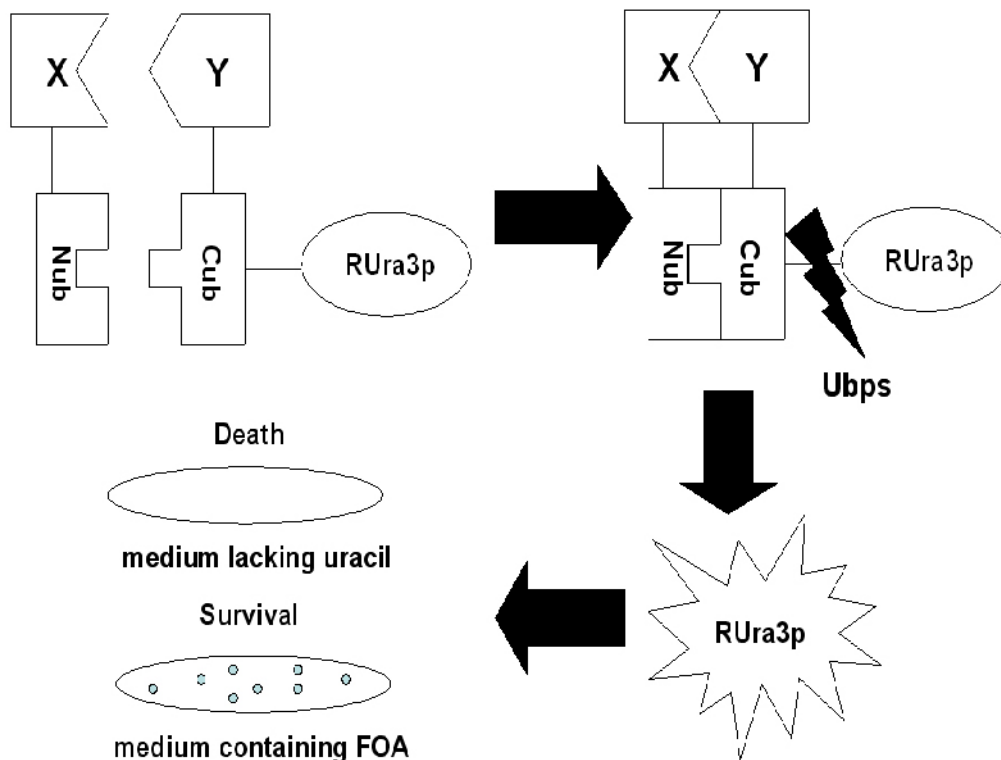 X
Y
Nub
Cub
RUra3p
X
Y
Nub
Cub
RUra3p
Ubps
RUra3p
Death
medium lacking uracil
Survival
medium containing FOA